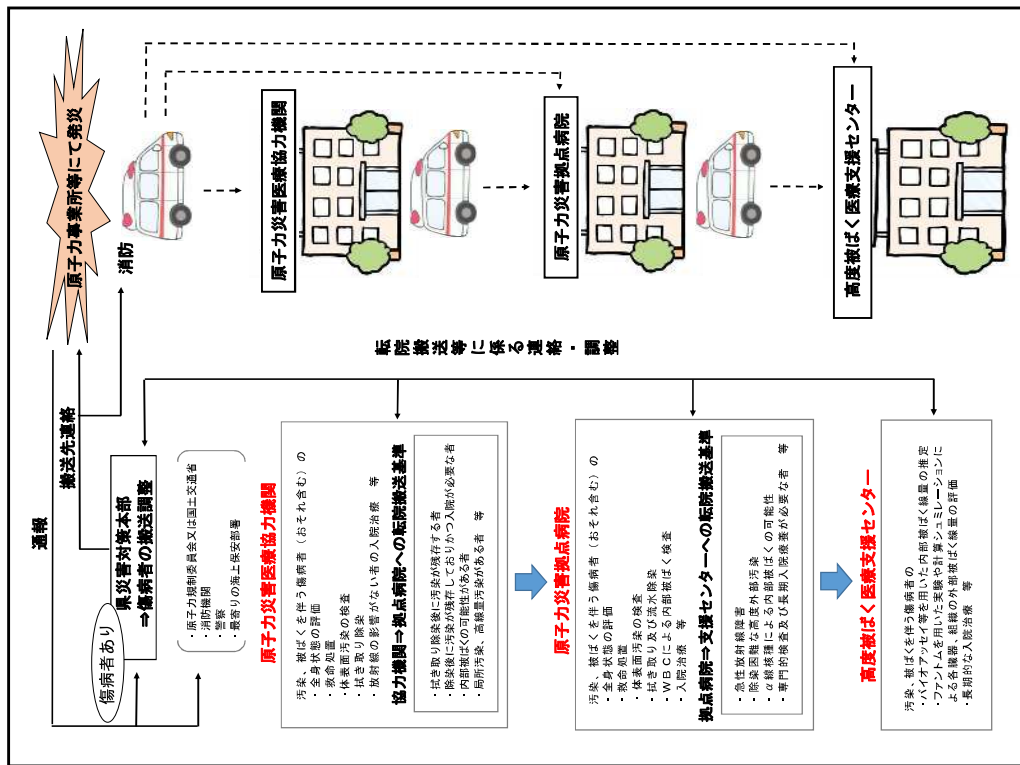 原子力事業所等にて発災
通報
搬送先連絡
消防
傷病者あり
県災害対策本部
⇒傷病者の搬送調整
・原子力規制委員会又は国土交通省
・消防機関
・警察
・最寄りの海上保安部署
原子力災害医療協力機関
原子力災害拠点病院
高度被ばく医療支援センター
転院搬送等に係る連絡・調整
原子力災害医療協力機関
汚染、被ばくを伴う傷病者（おそれ含む）の
・全身状態の評価
・救命処置
・体表面汚染の検査
・拭き取り除染
・放射線の影響がない者の入院治療　等
協力機関⇒拠点病院への転院搬送基準
・拭き取り除染後に汚染が残存する者
・除染後に汚染が残存しておりかつ入院が必要な者
・内部被ばくの可能性がある者
・局所汚染、高線量汚染がある者　等
原子力災害拠点病院
汚染、被ばくを伴う傷病者（おそれ含む）の
・全身状態の評価
・救命処置
・体表面汚染の検査
・拭き取り及び流水除染
・ＷＢＣによる内部被ばく検査
・入院治療　等
拠点病院⇒支援センターへの転院搬送基準
・急性放射線障害
・除染困難な高度外部汚染
・α線核種による内部被ばくの可能性
・専門的検査及び長期入院療養が必要な者　等
高度被ばく医療支援センター
汚染、被ばくを伴う傷病者の
・バイオアッセイ等を用いた内部被ばく線量の推定
・ファントムを用いた実験や計算シュミレーションに
よる各臓器、組織の外部被ばく線量の評価
・長期的な入院治療　等